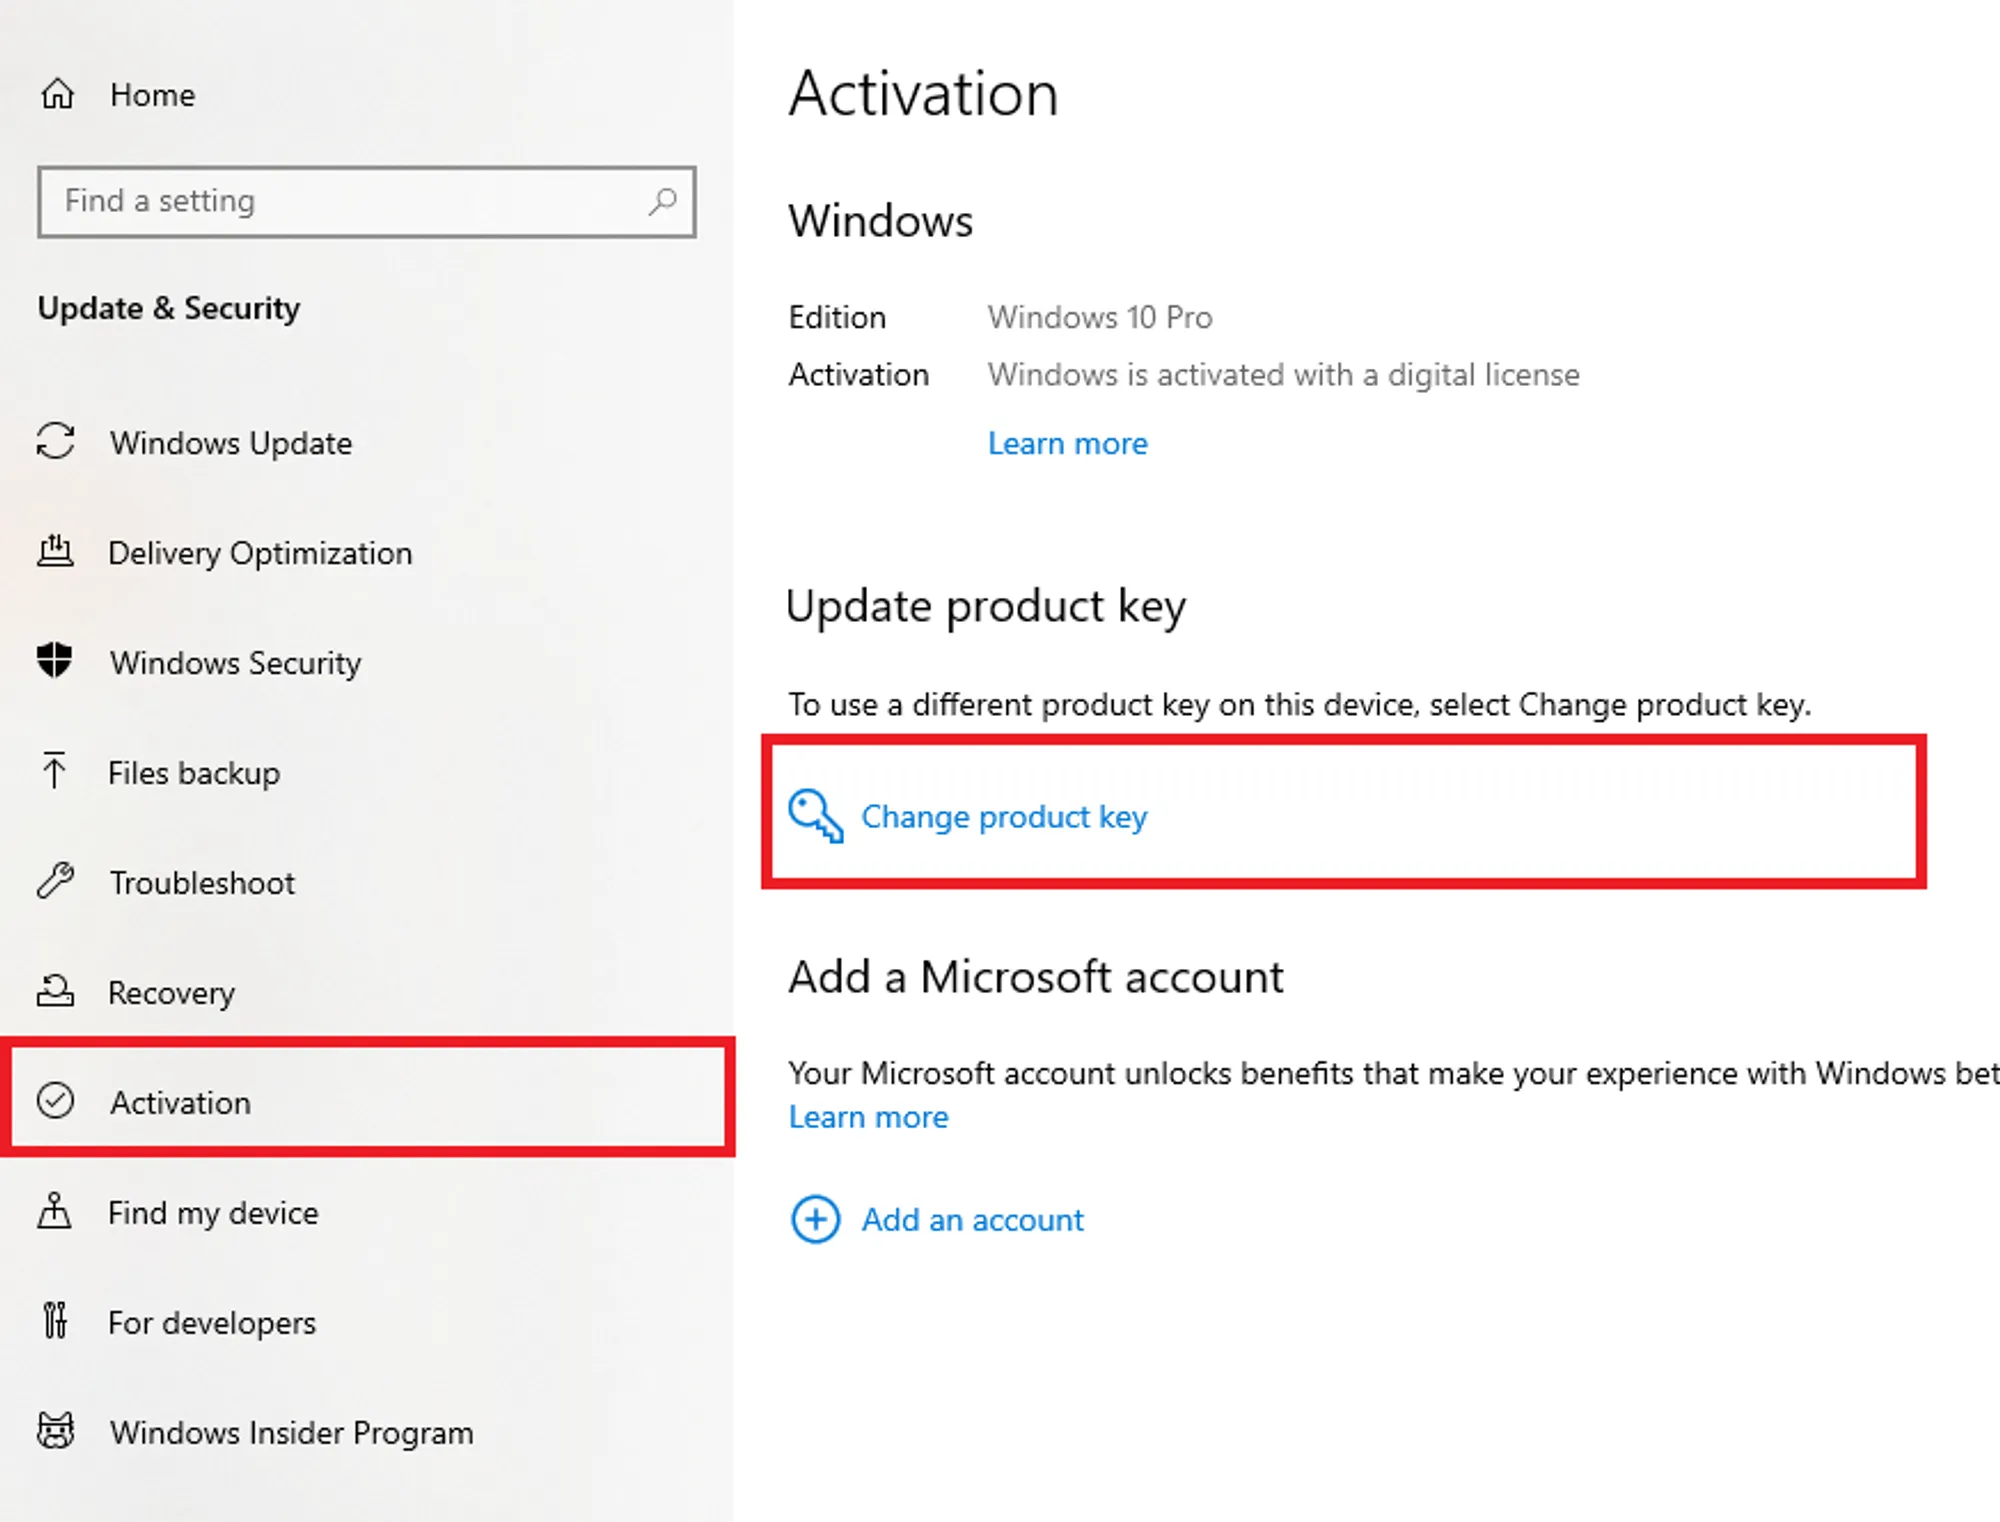 Home
Find a setting
Update & Security
Windows Update
Delivery Optimization
Windows Security
Files backup
Troubleshoot
Recovery
Activation
Find my device
For developers
Windows Insider Program
Activation
Windows
Edition Windows 10 Pro
Activation Windows is activated with a digital license
Learn more
Update product key
To use a different product key on this device, select Change product key.
Change product key
Add a Microsoft account
Your Microsoft account unlocks benefits that make your experience with Windows bet
Learn more
Add an account